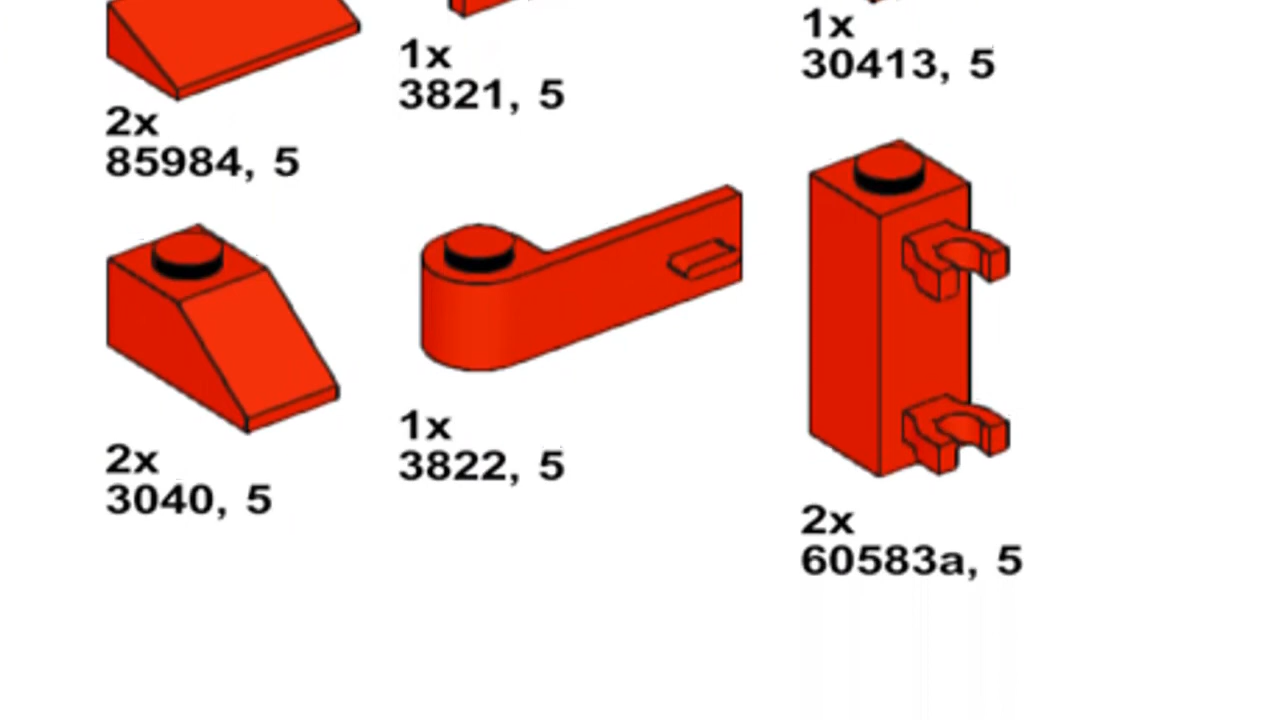 1x
3821, 5
1x
30413, 5
2x
85984, 5
2x
3040, 5
1x
3822, 5
2x
60583a, 5